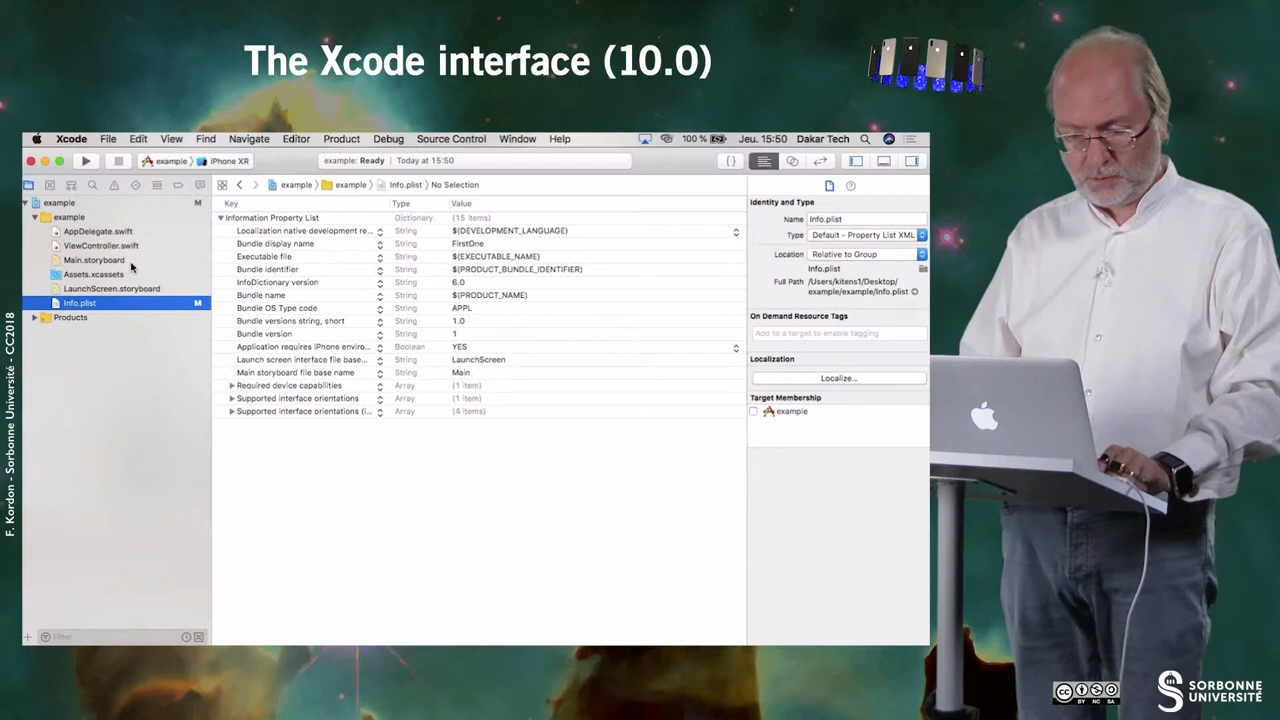 The Xcode interface (10.0)
Xcode File Edit View Find Navigate Editor Product Debug Source Control Window Help 100 % Jeu. 15:50 Dakar Tech
example iPhone XR example: Ready Today at 15:50
example example Info.plist No Selection
example M
example
AppDelegate.swift
ViewController.swift
Main.storyboard
Assets.xcassets
LaunchScreen.storyboard
Info.plist M
Products
Filter
Key Type Value
Information Property List Dictionary (15 items)
Localization native development re... String $(DEVELOPMENT_LANGUAGE)
Bundle display name String FirstOne
Executable file String $(EXECUTABLE_NAME)
Bundle identifier String $(PRODUCT_BUNDLE_IDENTIFIER)
InfoDictionary version String 6.0
Bundle name String $(PRODUCT_NAME)
Bundle OS Type code String APPL
Bundle versions string, short String 1.0
Bundle version String 1
Application requires iPhone enviro... Boolean YES
Launch screen interface file base... String LaunchScreen
Main storyboard file base name String Main
Required device capabilities Array (1 item)
Supported interface orientations Array (1 item)
Supported interface orientations (i... Array (4 items)
Identity and Type
Name Info.plist
Type Default - Property List XML
Location Relative to Group
Info.plist
Full Path /Users/kitens1/Desktop/
example/example/Info.plist
On Demand Resource Tags
Add to a target to enable tagging
Localization
Localize...
Target Membership
example
F. Kordon - Sorbonne Université - CC2018
cc BY NC SA
SORBONNE
UNIVERSITÉ